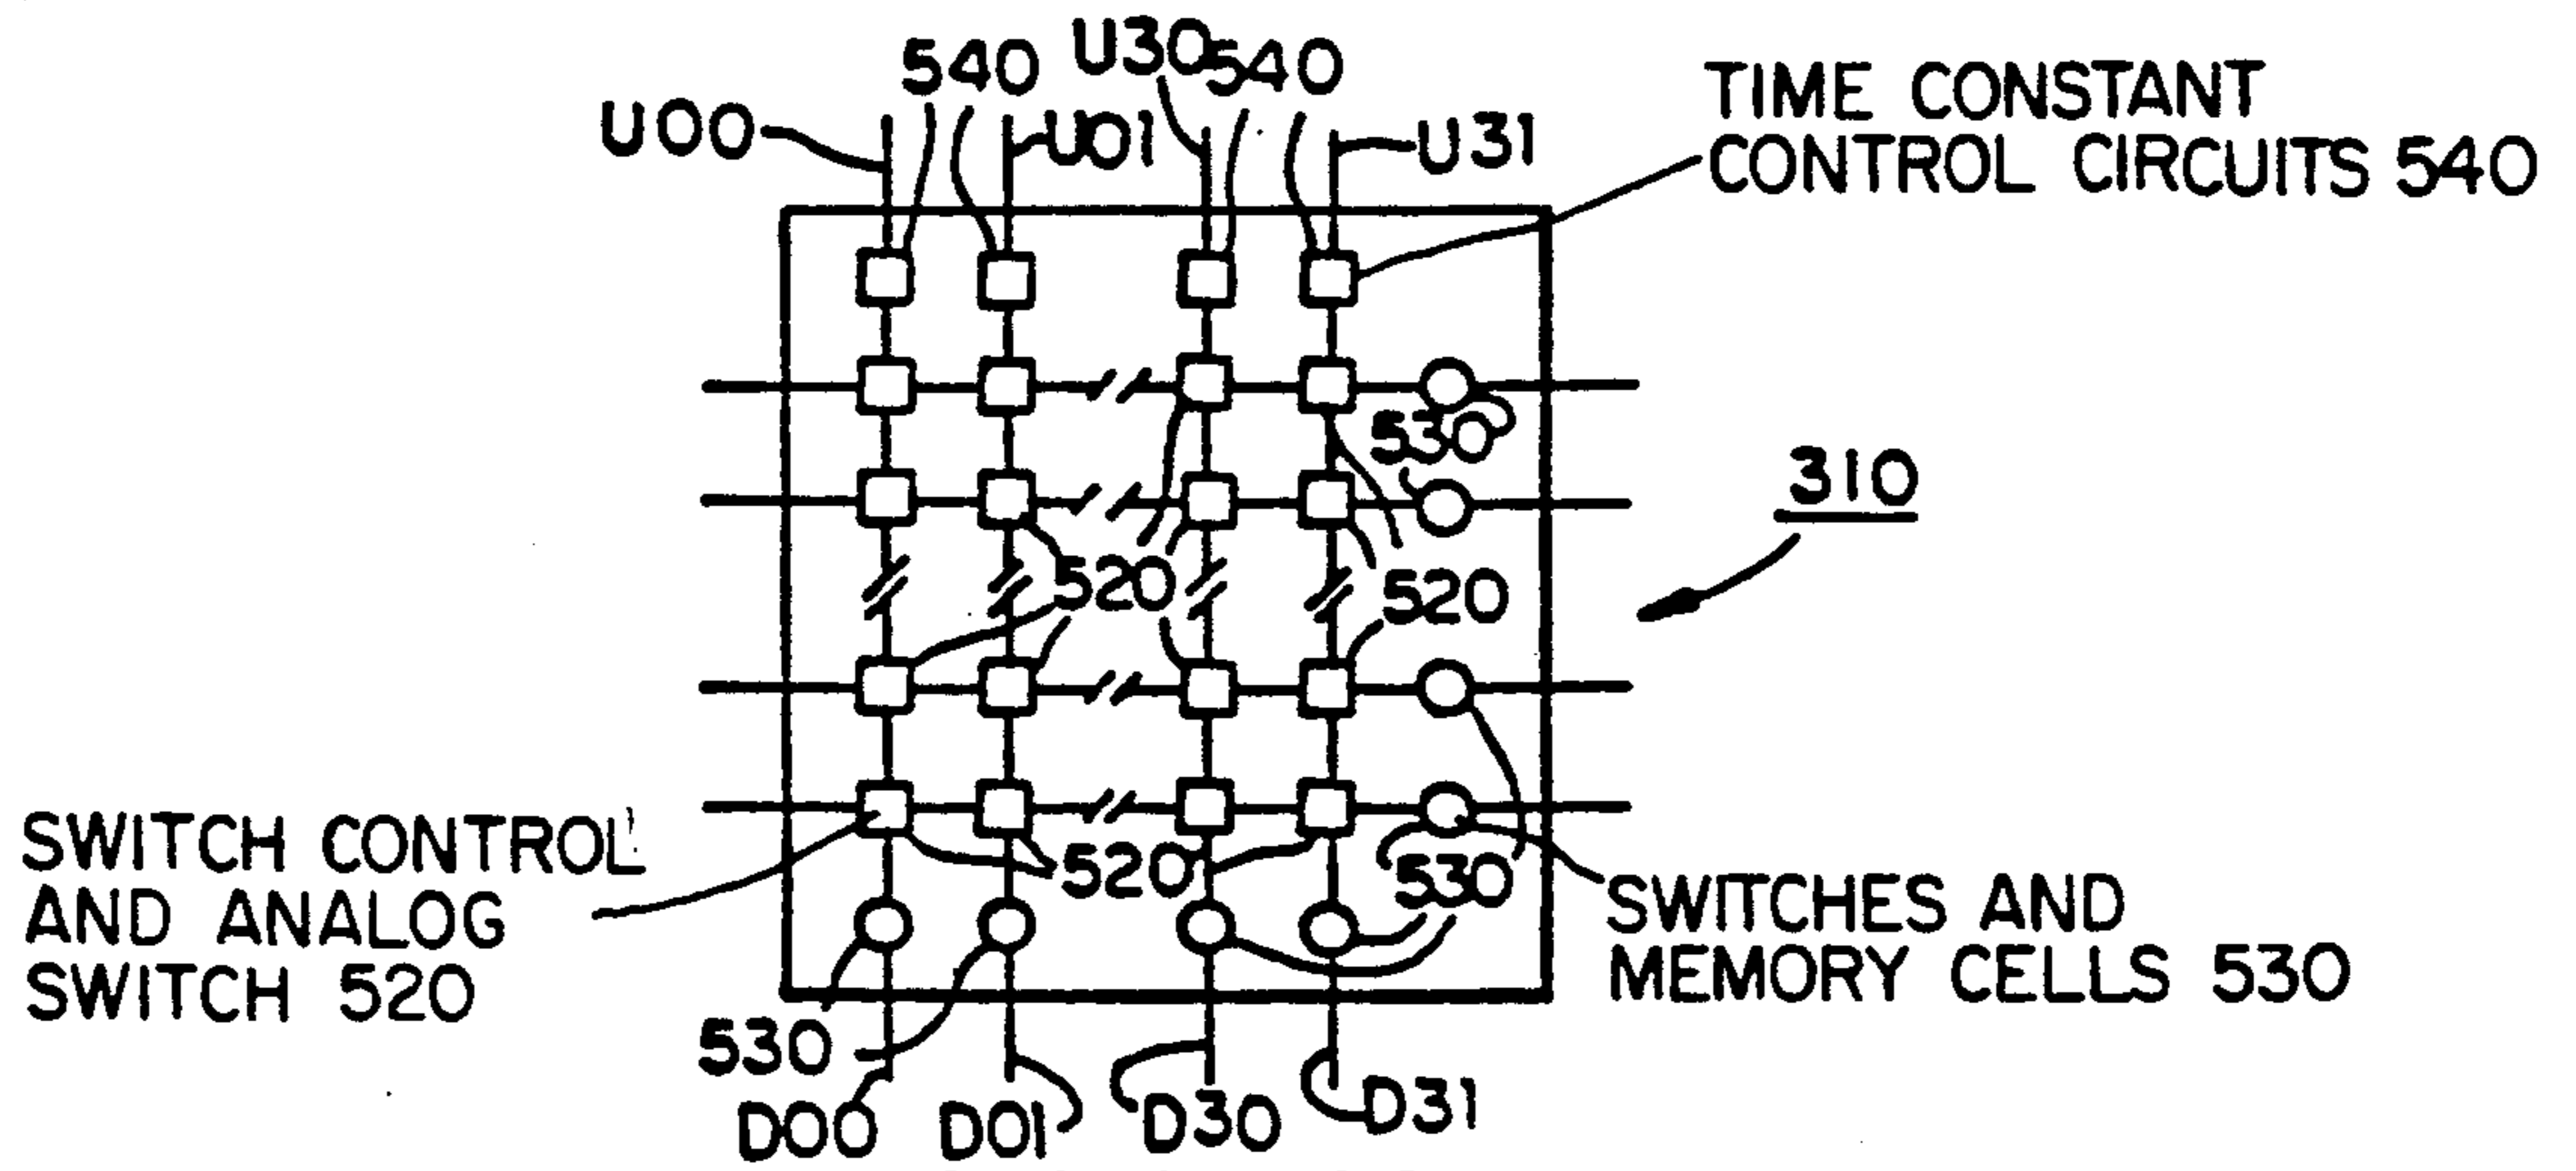 540 U30 540
U00 U01 U31
TIME CONSTANT
CONTROL CIRCUITS 540
530
310
520 520
SWITCH CONTROL
AND ANALOG
SWITCH 520
520 530
SWITCHES AND
MEMORY CELLS 530
530
D00 D01 D30 D31